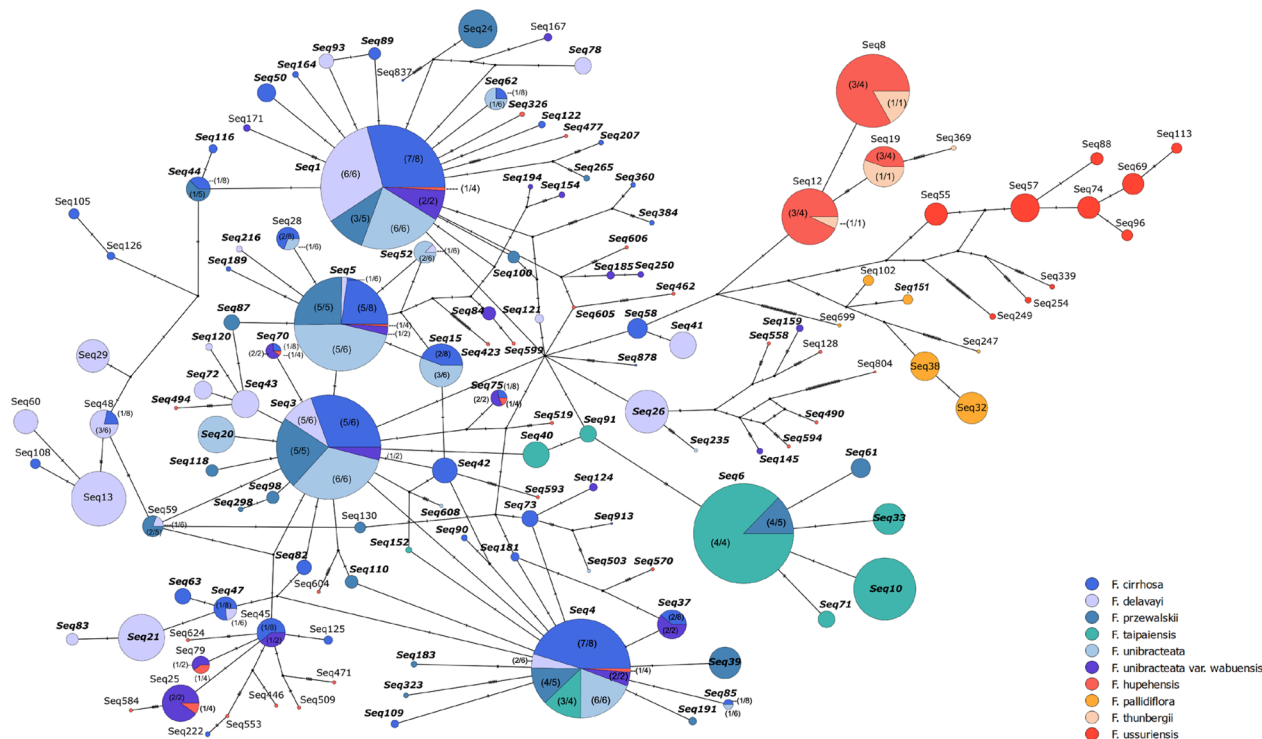 Seq24
Seq167
Seq89
Seq93
Seq78
Seq164
Seq837
Seq50
Seq62
(1/8)
(1/6)
Seq326
Seq122
Seq477
Seq171
Seq207
Seq116
Seq1
(7/8)
(6/6)
(1/4)
(2/2)
(3/5)
(6/6)
Seq265
Seq44
(1/8)
(1/5)
Seq194
Seq154
Seq360
Seq384
Seq8
(3/4)
(1/1)
Seq19
(3/4)
(1/1)
Seq369
Seq12
(3/4)
(1/1)
Seq88
Seq113
Seq69
Seq55
Seq57
Seq74
Seq96
Seq105
Seq126
Seq28
(2/8)
(1/6)
Seq216
Seq189
Seq52
(1/6)
(2/6)
Seq100
Seq606
Seq185
Seq250
Seq5
(1/6)
(5/5)
(5/8)
(1/4)
(1/2)
(5/6)
Seq462
Seq605
Seq102
Seq151
Seq339
Seq254
Seq249
Seq87
Seq84
Seq121
Seq423
Seq599
Seq58
Seq41
Seq699
Seq247
Seq120
Seq70
(1/8)
(2/2)
(1/4)
Seq15
(2/8)
(3/6)
Seq878
Seq159
Seq558
Seq128
Seq38
Seq32
Seq29
Seq72
Seq43
Seq494
Seq75
(1/8)
(2/2)
(1/4)
Seq804
Seq60
Seq48
(1/8)
(3/6)
Seq3
(5/6)
(5/6)
(5/5)
(1/2)
(6/6)
Seq519
Seq91
Seq26
Seq490
Seq594
Seq235
Seq145
Seq108
Seq20
Seq40
Seq118
Seq42
Seq13
Seq98
Seq298
Seq593
Seq124
Seq6
(4/5)
(4/4)
Seq61
Seq33
Seq59
(1/6)
(2/5)
Seq130
Seq608
Seq73
Seq913
Seq90
Seq152
Seq181
Seq503
Seq82
Seq604
Seq110
Seq570
Seq10
Seq71
Seq63
Seq47
(1/8)
(1/6)
Seq45
(1/8)
(1/2)
Seq125
Seq4
(7/8)
(2/6)
(1/4)
(2/2)
(4/5)
(3/4)
(6/6)
Seq37
(2/8)
(2/2)
Seq83
Seq21
Seq624
Seq79
(1/2)
(1/4)
Seq183
Seq39
Seq25
(2/2)
(1/4)
Seq584
Seq471
Seq446
Seq509
Seq553
Seq222
Seq323
Seq109
Seq85
(1/8)
(1/6)
Seq191
F. cirrhosa
F. delavayi
F. przewalskii
F. taipaiensis
F. unibracteata
F. unibracteata var. wabuensis
F. hupehensis
F. pallidiflora
F. thunbergii
F. ussuriensis